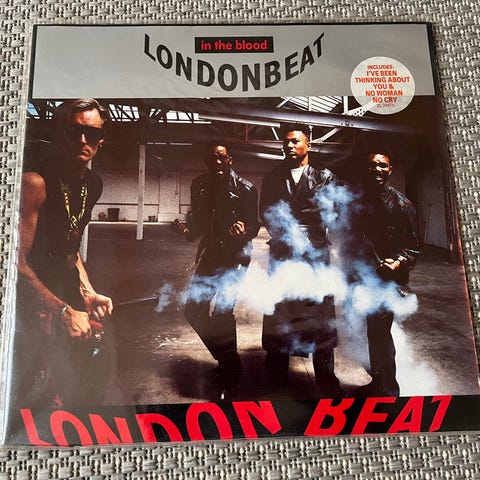 in the blood
LONDONBEAT
INCLUDES:
I'VE BEEN
THINKING ABOUT
YOU &
NO WOMAN
NO CRY
LONDON BEAT